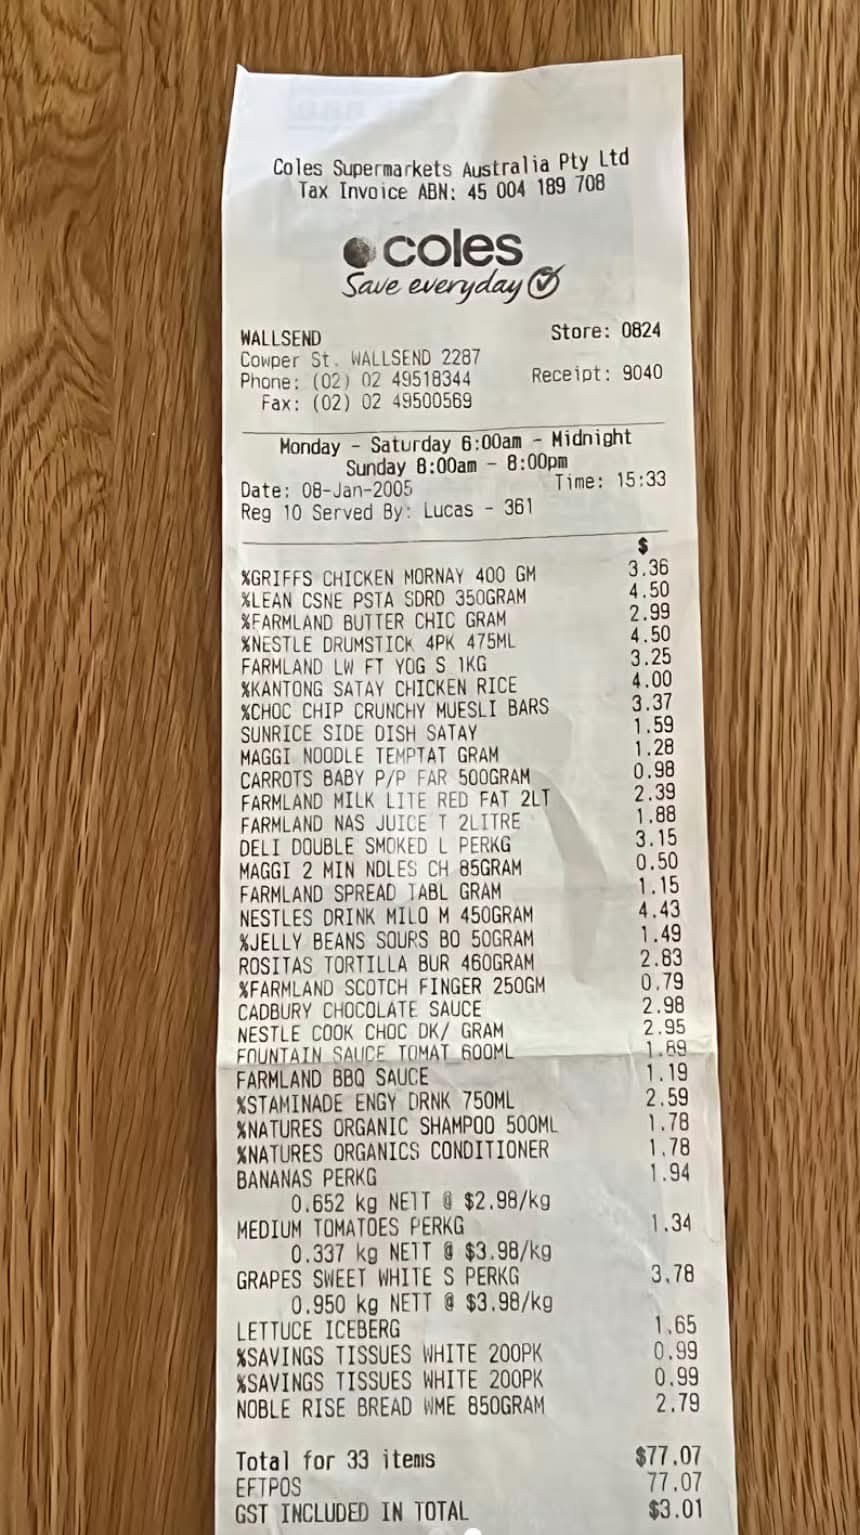 Coles Supermarkets Australia Pty Ltd
Tax Invoice ABN: 45 004 189 708
coles
Save everyday
WALLSEND Store: 0824
Cowper St. WALLSEND 2287
Phone: (02) 02 49518344 Receipt: 9040
Fax: (02) 02 49500569
Monday - Saturday 6:00am - Midnight
Sunday 8:00am - 8:00pm
Date: 08-Jan-2005 Time: 15:33
Reg 10 Served By: Lucas - 361
$
%GRIFFS CHICKEN MORNAY 400 GM 3.36
%LEAN CSNE PSTA SDRD 350GRAM 4.50
%FARMLAND BUTTER CHIC GRAM 2.99
%NESTLE DRUMSTICK 4PK 475ML 4.50
FARMLAND LW FT YOG S 1KG 3.25
%KANTONG SATAY CHICKEN RICE 4.00
%CHOC CHIP CRUNCHY MUESLI BARS 3.37
SUNRICE SIDE DISH SATAY 1.59
MAGGI NOODLE TEMPTAT GRAM 1.28
CARROTS BABY P/P FAR 500GRAM 0.98
FARMLAND MILK LITE RED FAT 2LT 2.39
FARMLAND NAS JUICE T 2LITRE 1.88
DELI DOUBLE SMOKED L PERKG 3.15
MAGGI 2 MIN NDLES CH 85GRAM 0.50
FARMLAND SPREAD TABL GRAM 1.15
NESTLES DRINK MILO M 450GRAM 4.43
%JELLY BEANS SOURS BO 50GRAM 1.49
ROSITAS TORTILLA BUR 460GRAM 2.83
%FARMLAND SCOTCH FINGER 250GM 0.79
CADBURY CHOCOLATE SAUCE 2.98
NESTLE COOK CHOC DK/ GRAM 2.95
FOUNTAIN SAUCE TOMAT 600ML 1.89
FARMLAND BBQ SAUCE 1.19
%STAMINADE ENGY DRNK 750ML 2.59
%NATURES ORGANIC SHAMPOO 500ML 1.78
%NATURES ORGANICS CONDITIONER 1.78
BANANAS PERKG 1.94
0.652 kg NETT @ $2.98/kg
MEDIUM TOMATOES PERKG 1.34
0.337 kg NETT @ $3.98/kg
GRAPES SWEET WHITE S PERKG 3.78
0.950 kg NETT @ $3.98/kg
LETTUCE ICEBERG 1.65
%SAVINGS TISSUES WHITE 200PK 0.99
%SAVINGS TISSUES WHITE 200PK 0.99
NOBLE RISE BREAD WME 850GRAM 2.79
Total for 33 items $77.07
EFTPOS 77.07
GST INCLUDED IN TOTAL $3.01